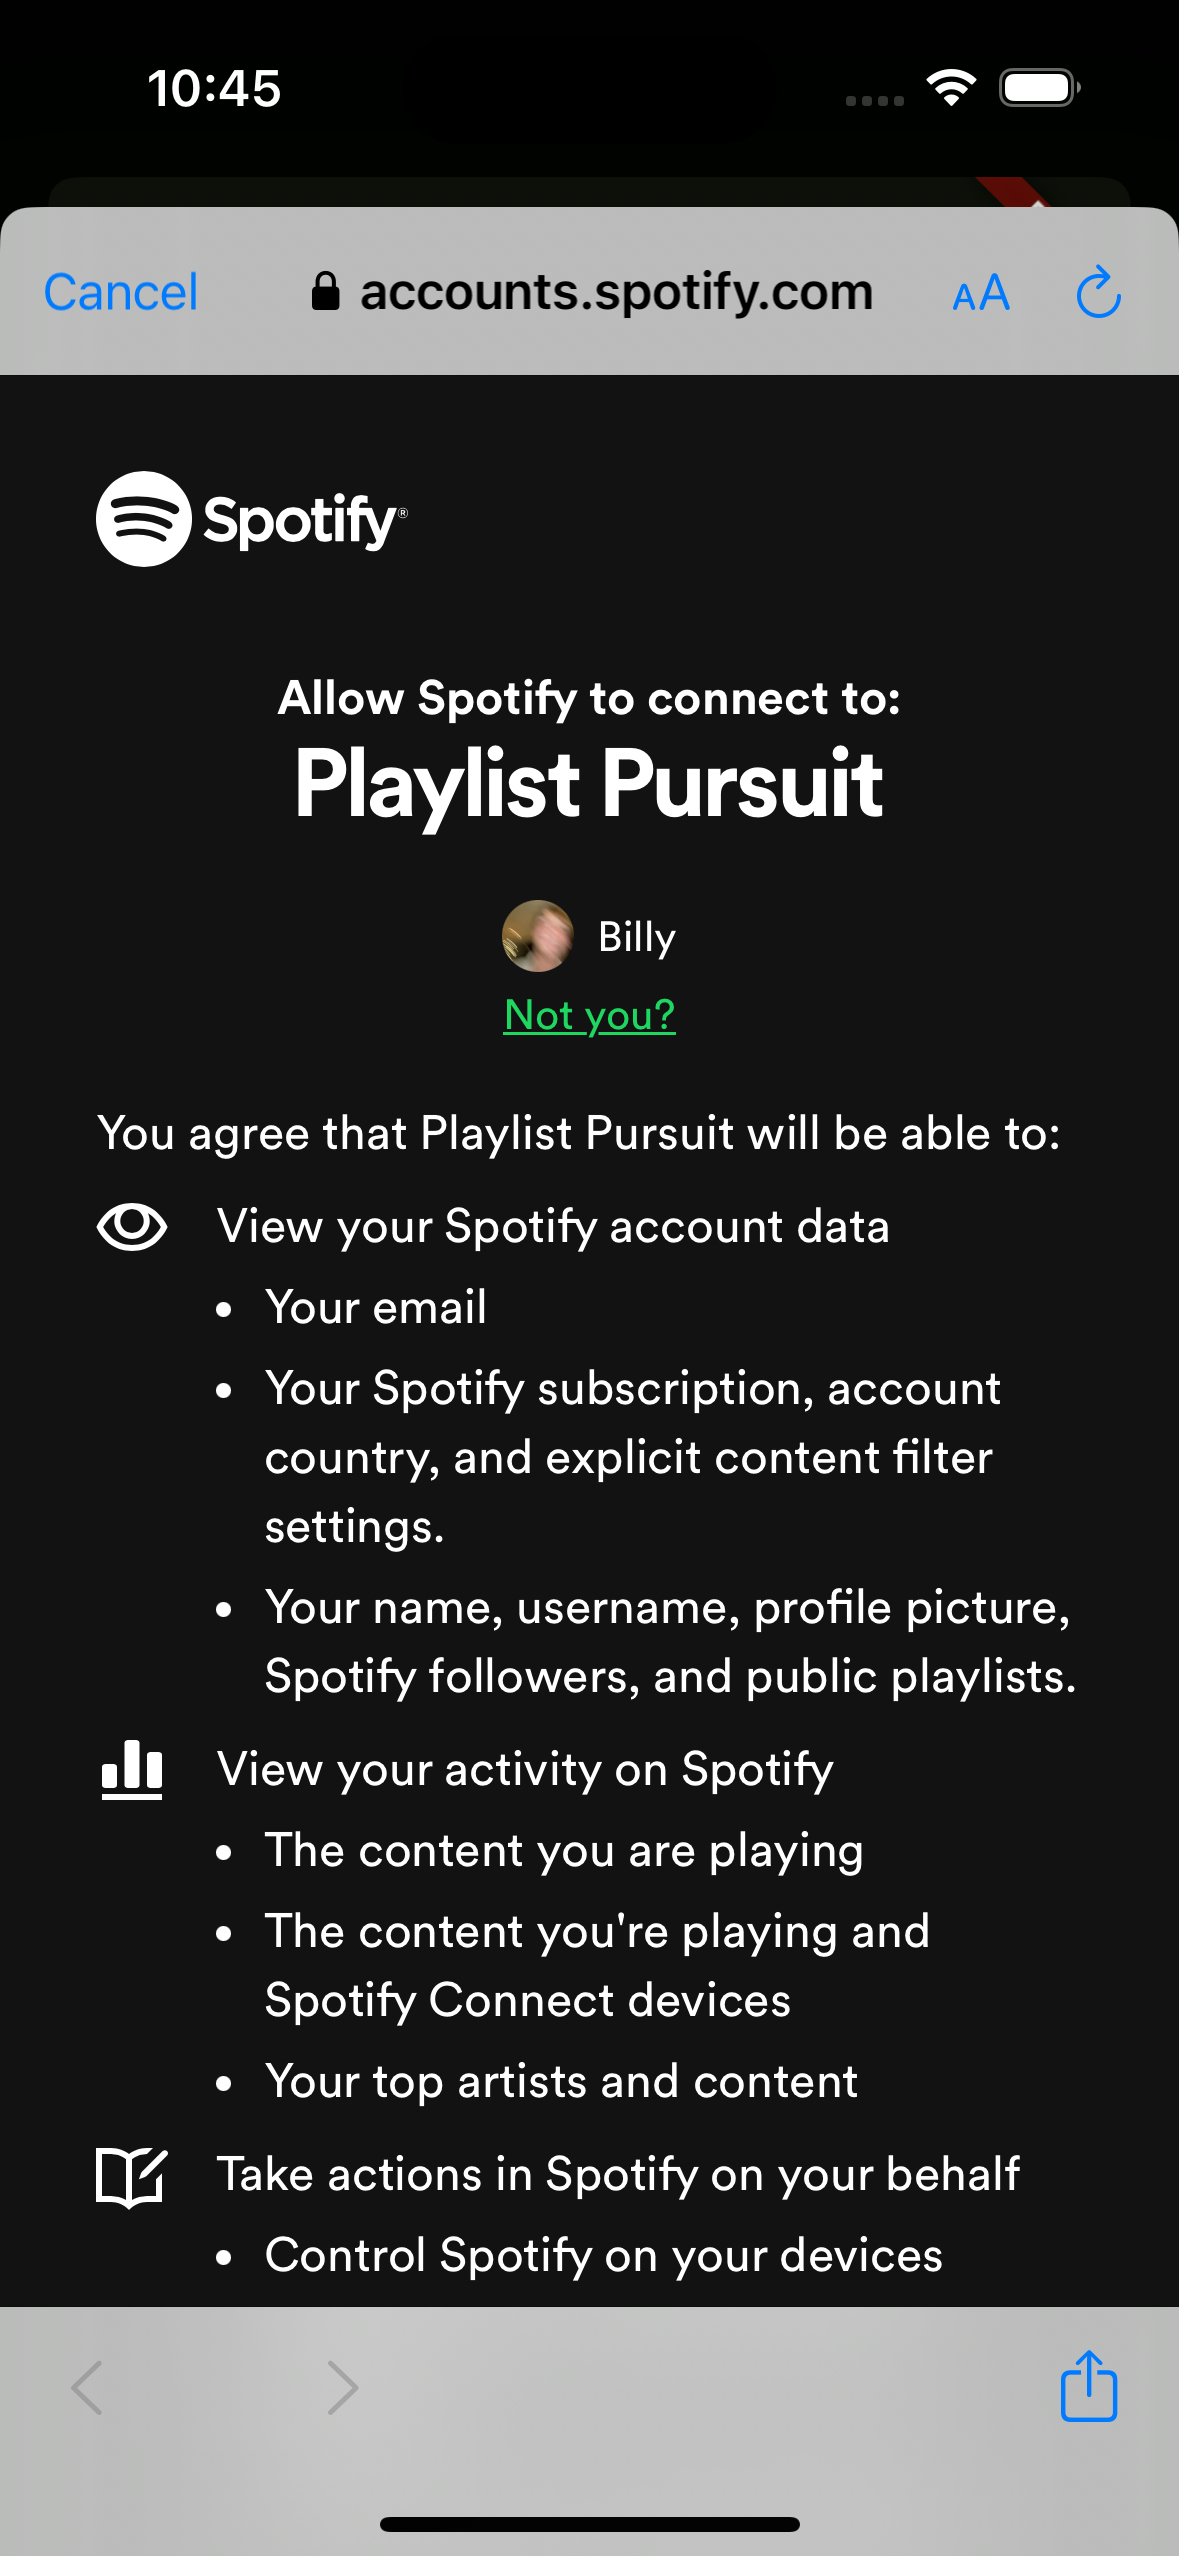 10:45
Cancel
accounts.spotify.com
AA
Spotify®
Allow Spotify to connect to:
Playlist Pursuit
Billy
Not you?
You agree that Playlist Pursuit will be able to:
View your Spotify account data
• Your email
• Your Spotify subscription, account
country, and explicit content filter
settings.
• Your name, username, profile picture,
Spotify followers, and public playlists.
View your activity on Spotify
• The content you are playing
• The content you're playing and
Spotify Connect devices
• Your top artists and content
Take actions in Spotify on your behalf
• Control Spotify on your devices